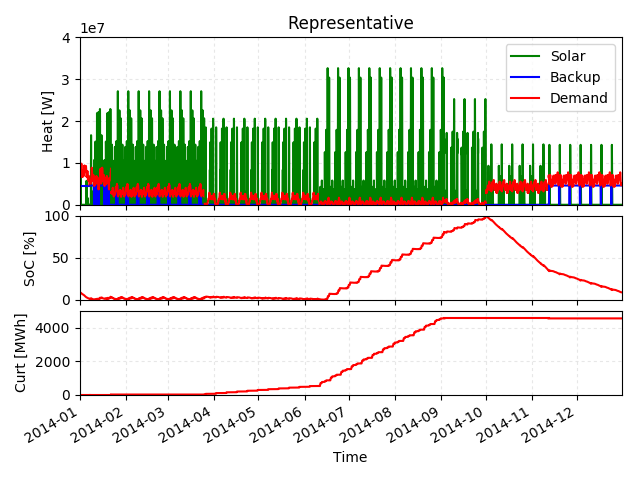 Representative
1e7
Heat [W]
4
3
2
1
0
Solar
Backup
Demand
SoC [%]
100
50
0
Curt [MWh]
4000
2000
0
2014-01
2014-02
2014-03
2014-04
2014-05
2014-06
2014-07
2014-08
2014-09
2014-10
2014-11
2014-12
Time